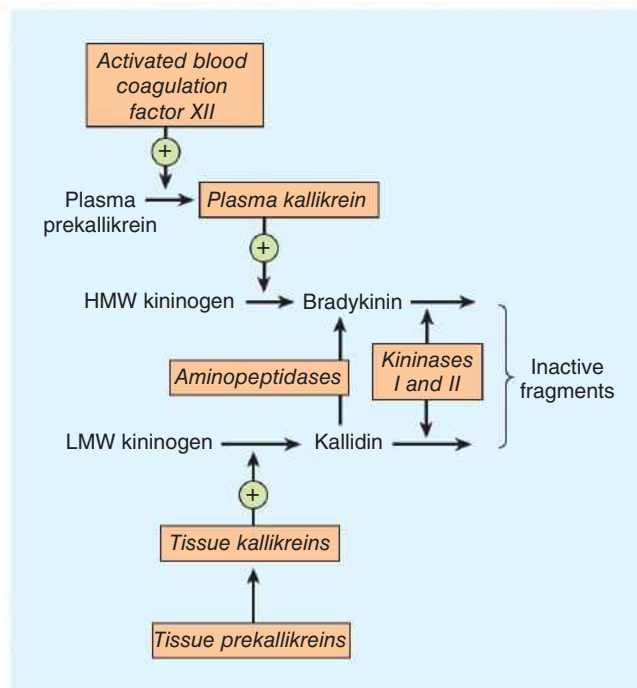 Activated blood
coagulation
factor XII
+
Plasma
prekallikrein
Plasma kallikrein
+
HMW kininogen
Bradykinin
Aminopeptidases
Kininases
I and II
Inactive
fragments
LMW kininogen
Kallidin
+
Tissue kallikreins
Tissue prekallikreins